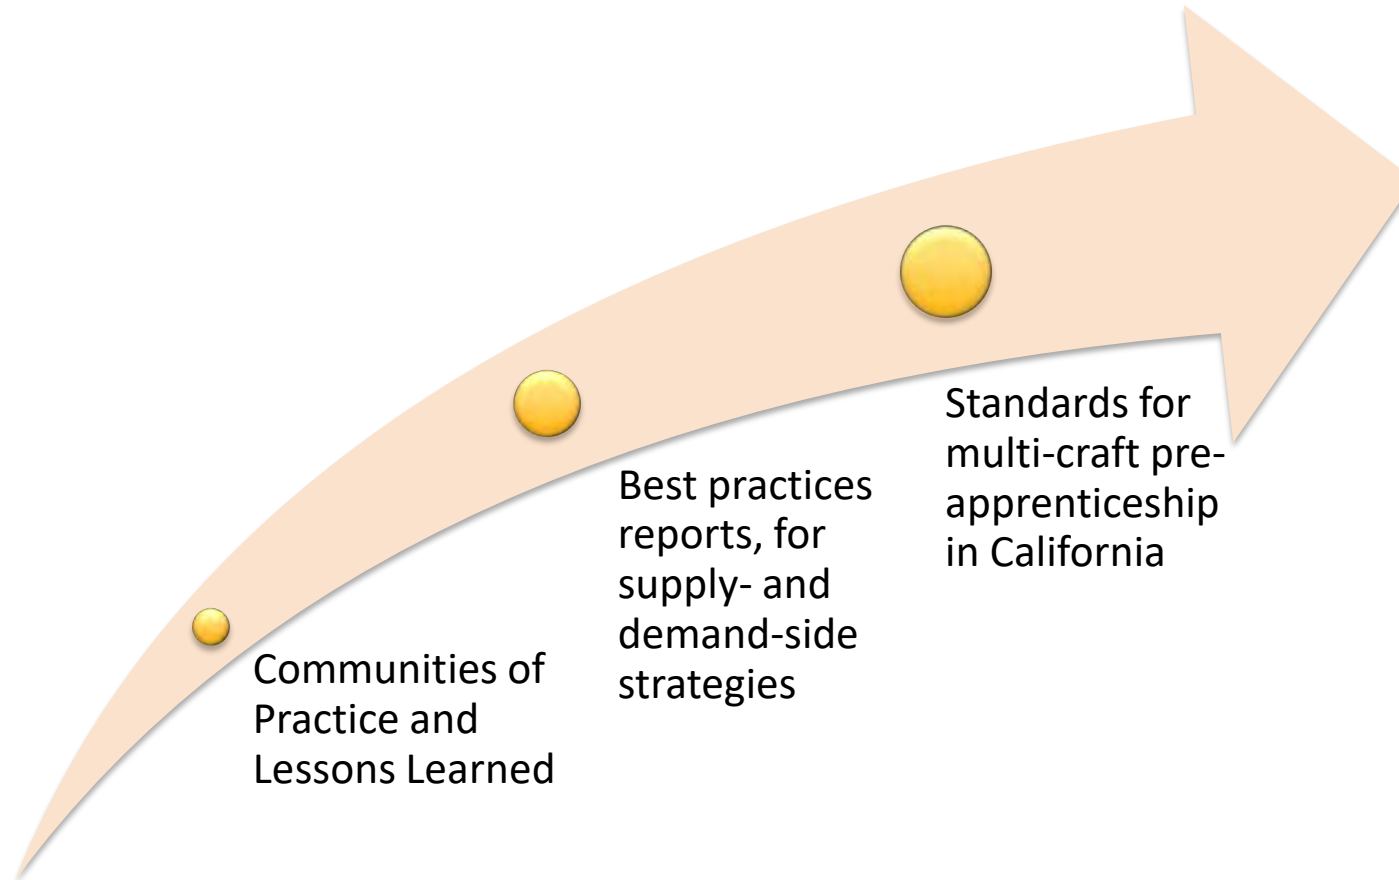 Communities of
Practice and
Lessons Learned
Best practices
reports, for
supply- and
demand-side
strategies
Standards for
multi-craft pre-
apprenticeship
in California